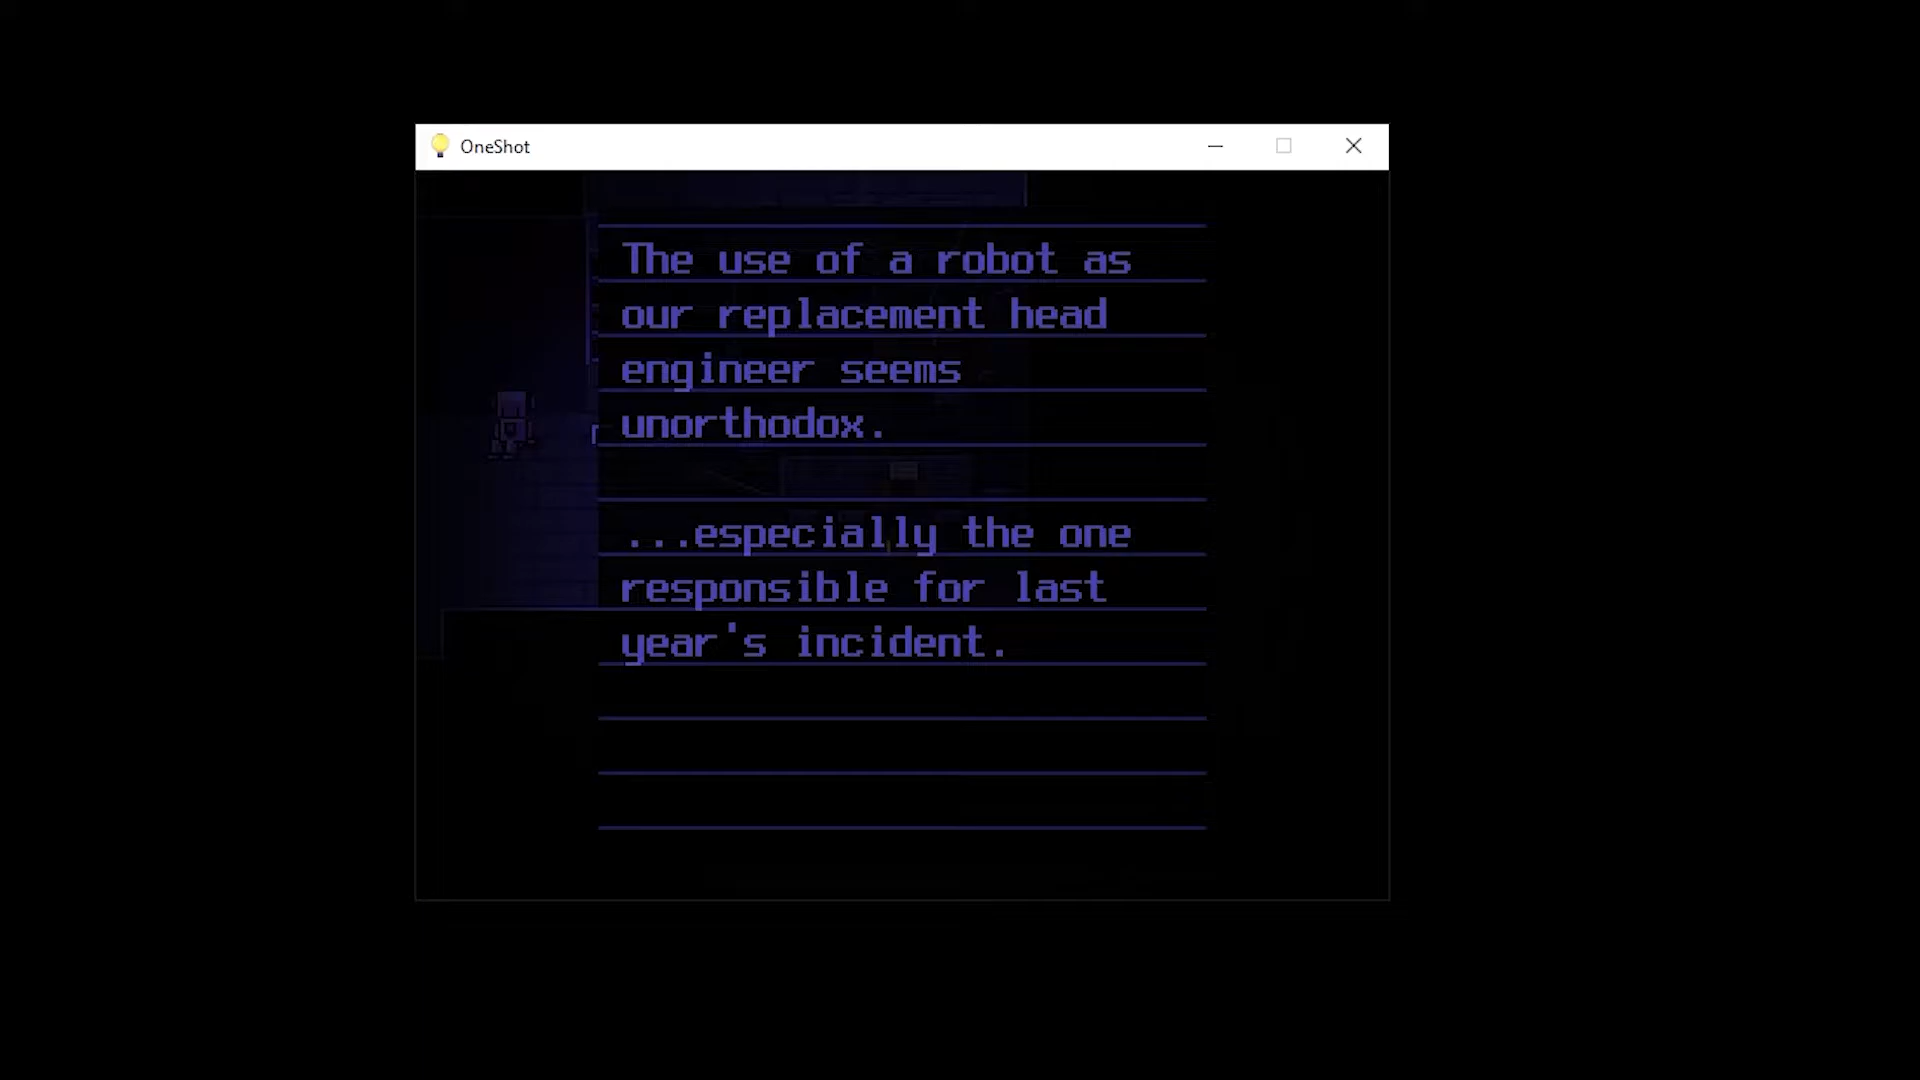 OneShot
The use of a robot as
our replacement head
engineer seems
unorthodox.
...especially the one
responsible for last
year's incident.